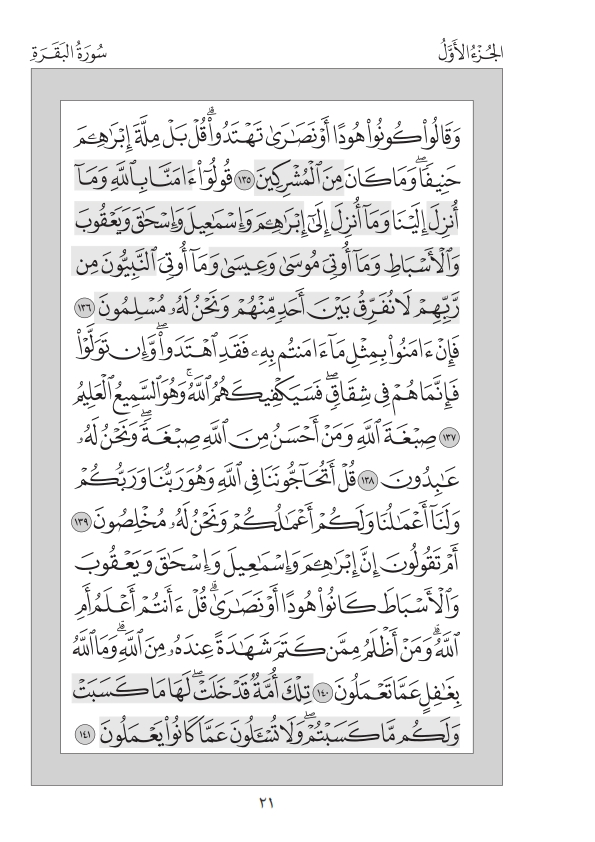 الجُزْءُ الأَوَّلُ
سُورَةُ البَقَرَةِ
وَقَالُوا۟ كُونُوا۟ هُودًا أَوْ نَصَـٰرَىٰ تَهْتَدُوا۟ ۗ قُلْ بَلْ مِلَّةَ إِبْرَٰهِـۧمَ
حَنِيفًا ۖ وَمَا كَانَ مِنَ ٱلْمُشْرِكِينَ ١٣٥ قُولُوٓا۟ ءَامَنَّا بِٱللَّهِ وَمَآ
أُنزِلَ إِلَيْنَا وَمَآ أُنزِلَ إِلَىٰٓ إِبْرَٰهِـۧمَ وَإِسْمَـٰعِيلَ وَإِسْحَـٰقَ وَيَعْقُوبَ
وَٱلْأَسْبَاطِ وَمَآ أُوتِىَ مُوسَىٰ وَعِيسَىٰ وَمَآ أُوتِىَ ٱلنَّبِيُّونَ مِن
رَّبِّهِمْ لَا نُفَرِّقُ بَيْنَ أَحَدٍ مِّنْهُمْ وَنَحْنُ لَهُۥ مُسْلِمُونَ ١٣٦
فَإِنْ ءَامَنُوا۟ بِمِثْلِ مَآ ءَامَنتُم بِهِۦ فَقَدِ ٱهْتَدَوا۟ ۖ وَّإِن تَوَلَّوْا۟
فَإِنَّمَا هُمْ فِى شِقَاقٍ ۖ فَسَيَكْفِيكَهُمُ ٱللَّهُ ۚ وَهُوَ ٱلسَّمِيعُ ٱلْعَلِيمُ
١٣٧ صِبْغَةَ ٱللَّهِ ۖ وَمَنْ أَحْسَنُ مِنَ ٱللَّهِ صِبْغَةً ۖ وَنَحْنُ لَهُۥ
عَـٰبِدُونَ ١٣٨ قُلْ أَتُحَآجُّونَنَا فِى ٱللَّهِ وَهُوَ رَبُّنَا وَرَبُّكُمْ
وَلَنَآ أَعْمَـٰلُنَا وَلَكُمْ أَعْمَـٰلُكُمْ وَنَحْنُ لَهُۥ مُخْلِصُونَ ١٣٩
أَمْ تَقُولُونَ إِنَّ إِبْرَٰهِـۧمَ وَإِسْمَـٰعِيلَ وَإِسْحَـٰقَ وَيَعْقُوبَ
وَٱلْأَسْبَاطَ كَانُوا۟ هُودًا أَوْ نَصَـٰرَىٰ ۗ قُلْ ءَأَنتُمْ أَعْلَمُ أَمِ
ٱللَّهُ ۗ وَمَنْ أَظْلَمُ مِمَّن كَتَمَ شَهَـٰدَةً عِندَهُۥ مِنَ ٱللَّهِ ۗ وَمَا ٱللَّهُ
بِغَـٰفِلٍ عَمَّا تَعْمَلُونَ ١٤٠ تِلْكَ أُمَّةٌ قَدْ خَلَتْ ۖ لَهَا مَا كَسَبَتْ
وَلَكُم مَّا كَسَبْتُمْ ۖ وَلَا تُسْـَٔلُونَ عَمَّا كَانُوا۟ يَعْمَلُونَ ١٤١
٢١